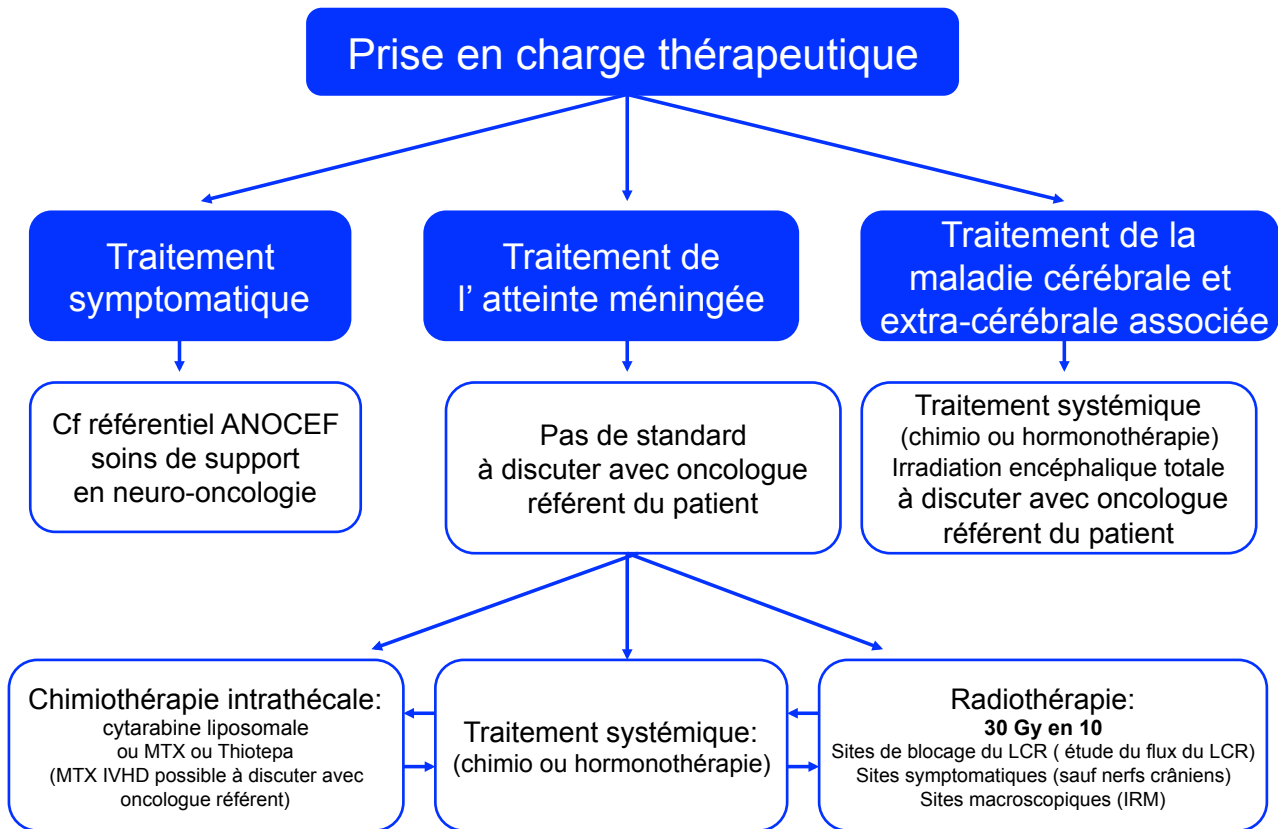 Prise en charge thérapeutique
Traitement
symptomatique
Traitement de
l’ atteinte méningée
Traitement de la
maladie cérébrale et
extra-cérébrale associée
Cf référentiel ANOCEF
soins de support
en neuro-oncologie
Pas de standard
à discuter avec oncologue
référent du patient
Traitement systémique
(chimio ou hormonothérapie)
Irradiation encéphalique totale
à discuter avec oncologue
référent du patient
Chimiothérapie intrathécale:
cytarabine liposomale
ou MTX ou Thiotepa
(MTX IVHD possible à discuter avec
oncologue référent)
Traitement systémique:
(chimio ou hormonothérapie)
Radiothérapie:
30 Gy en 10
Sites de blocage du LCR ( étude du flux du LCR)
Sites symptomatiques (sauf nerfs crâniens)
Sites macroscopiques (IRM)